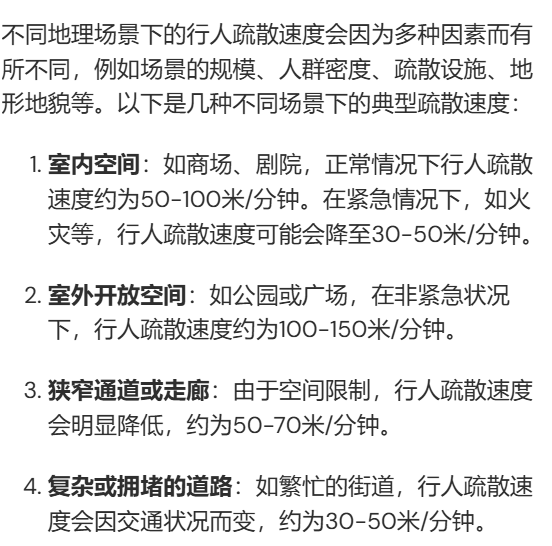 不同地理场景下的行人疏散速度会因为多种因素而有
所不同，例如场景的规模、人群密度、疏散设施、地
形地貌等。以下是几种不同场景下的典型疏散速度：
1. 室内空间：如商场、剧院，正常情况下行人疏散
速度约为50-100米/分钟。在紧急情况下，如火
灾等，行人疏散速度可能会降至30-50米/分钟。
2. 室外开放空间：如公园或广场，在非紧急状况
下，行人疏散速度约为100-150米/分钟。
3. 狭窄通道或走廊：由于空间限制，行人疏散速度
会明显降低，约为50-70米/分钟。
4. 复杂或拥堵的道路：如繁忙的街道，行人疏散速
度会因交通状况而变，约为30-50米/分钟。